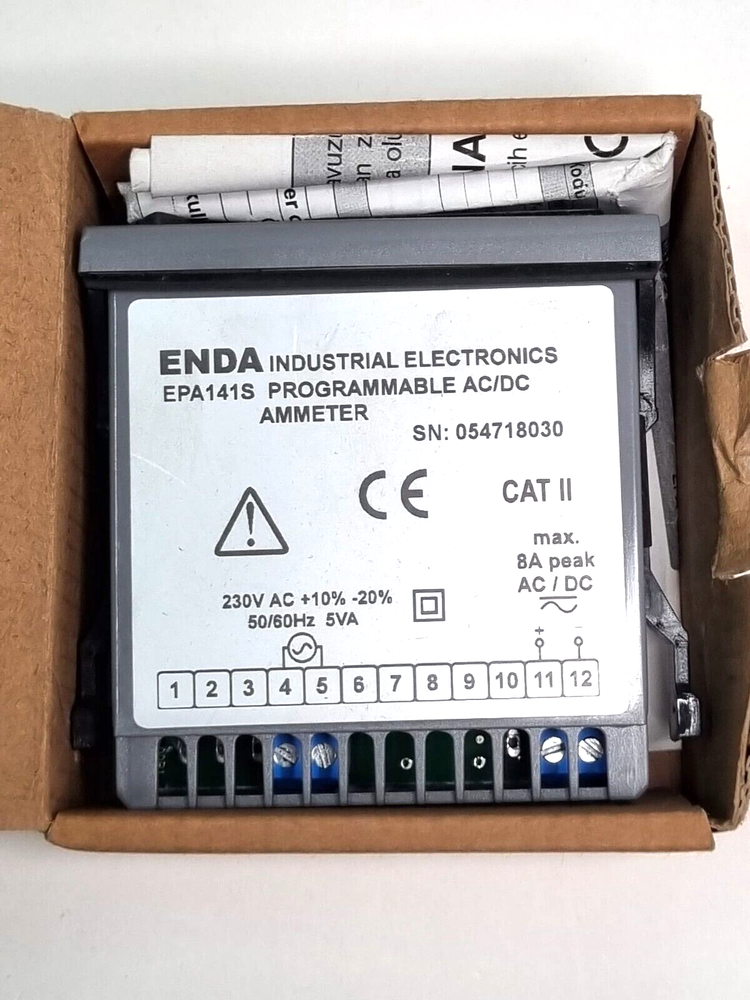 NA
ENDA INDUSTRIAL ELECTRONICS
EPA141S PROGRAMMABLE AC/DC
AMMETER
SN: 054718030
CE
CAT II
max.
8A peak
AC / DC
230V AC +10% -20%
50/60Hz 5VA
+ -
1 2 3 4 5 6 7 8 9 10 11 12